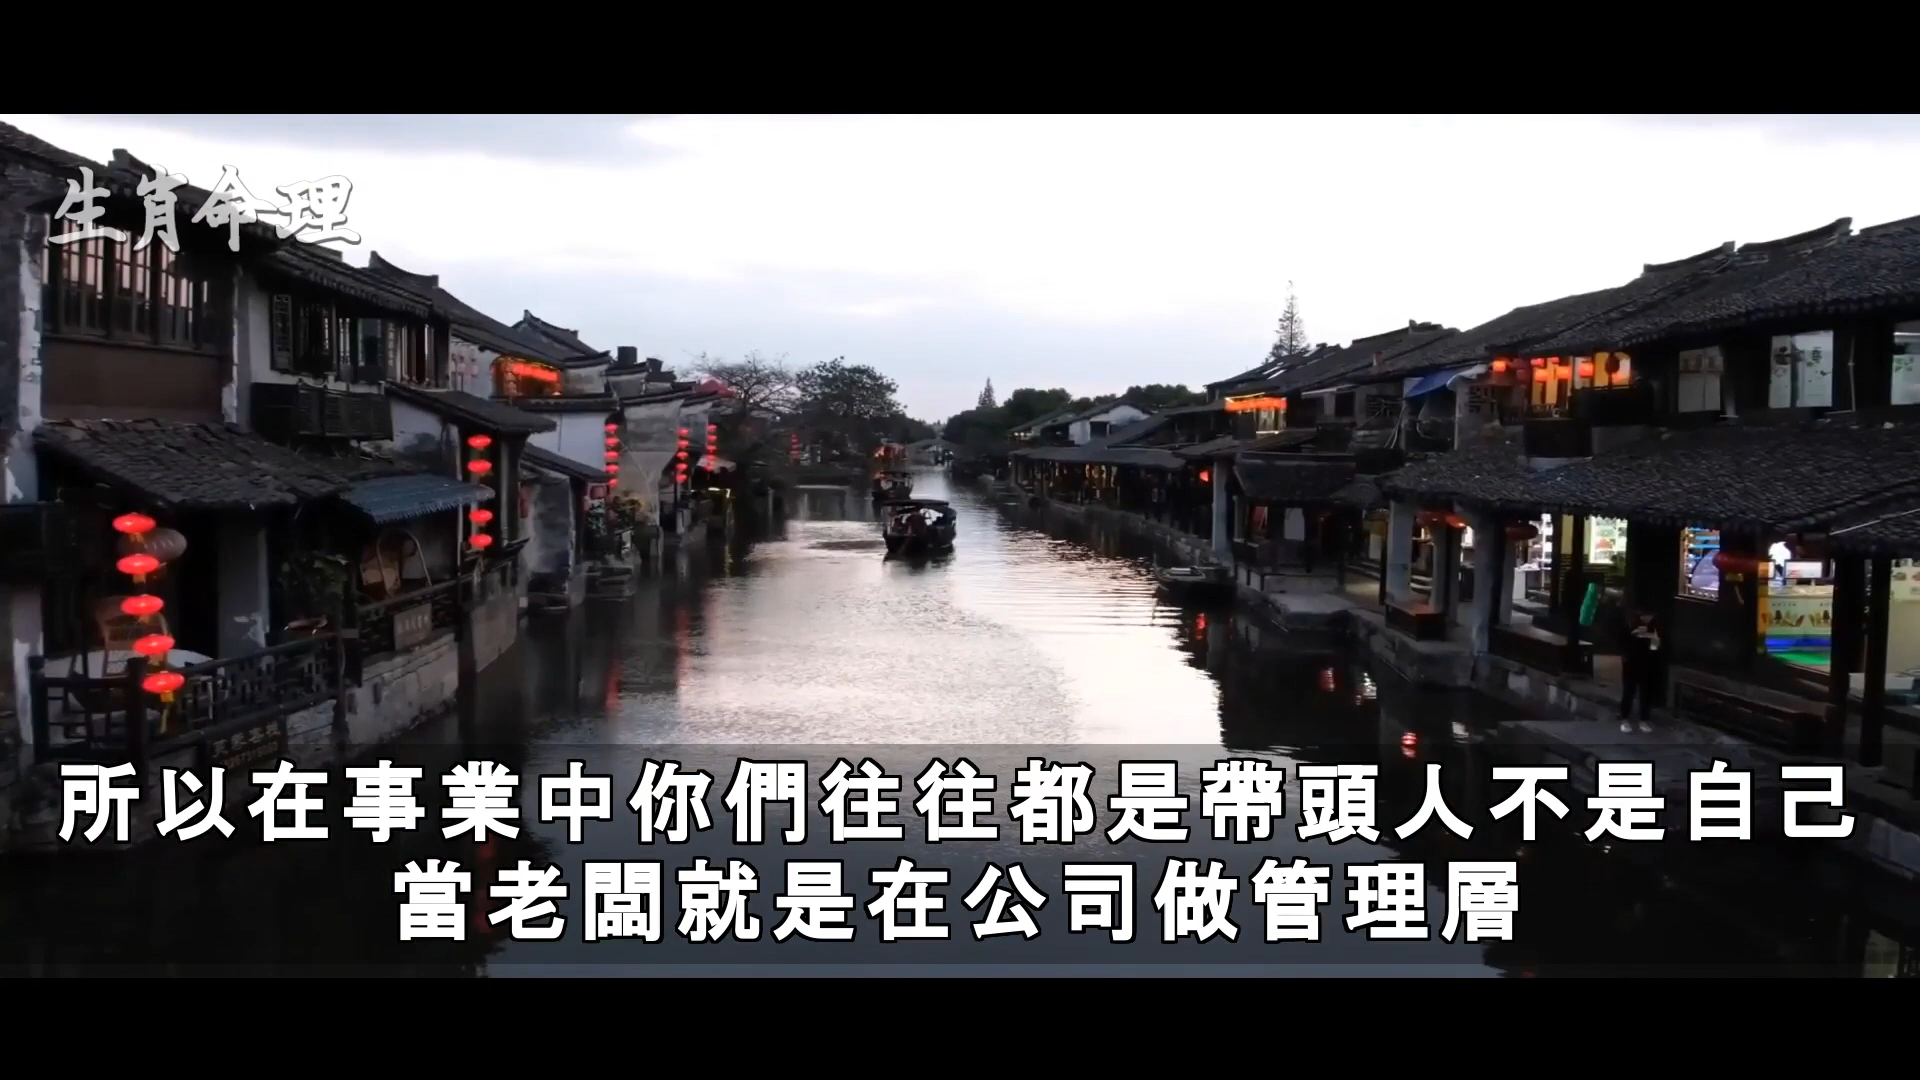 生肖命理
所以在事業中你們往往都是帶頭人不是自己
當老闆就是在公司做管理層